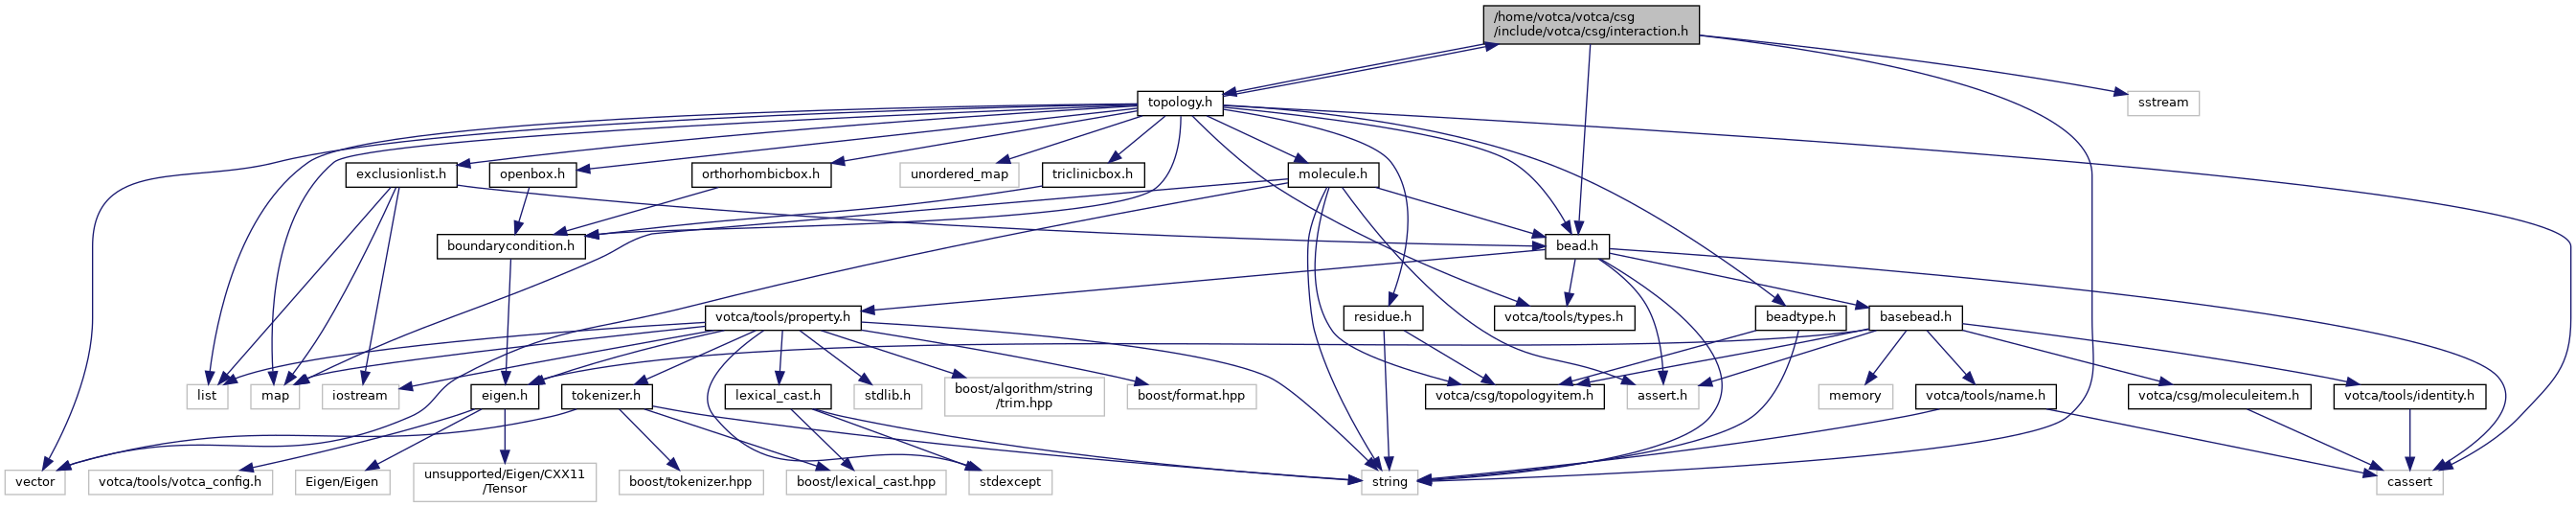 /home/votca/votca/csg
/include/votca/csg/interaction.h
topology.h
sstream
exclusionlist.h
openbox.h
orthorhombicbox.h
unordered_map
triclinicbox.h
molecule.h
boundarycondition.h
bead.h
votca/tools/property.h
residue.h
votca/tools/types.h
beadtype.h
basebead.h
list
map
iostream
eigen.h
tokenizer.h
lexical_cast.h
stdlib.h
boost/algorithm/string
/trim.hpp
boost/format.hpp
votca/csg/topologyitem.h
assert.h
memory
votca/tools/name.h
votca/csg/moleculeitem.h
votca/tools/identity.h
vector
votca/tools/votca_config.h
Eigen/Eigen
unsupported/Eigen/CXX11
/Tensor
boost/tokenizer.hpp
boost/lexical_cast.hpp
stdexcept
string
cassert